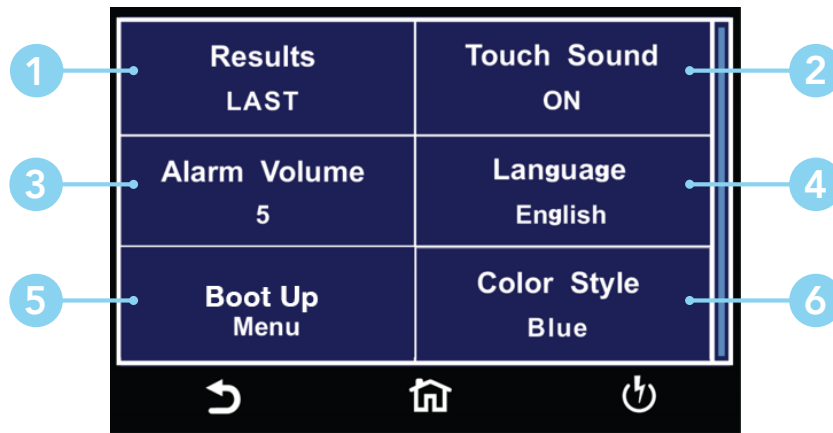 1
Results
LAST
Touch Sound
ON
2
3
Alarm Volume
5
Language
English
4
5
Boot Up
Menu
Color Style
Blue
6